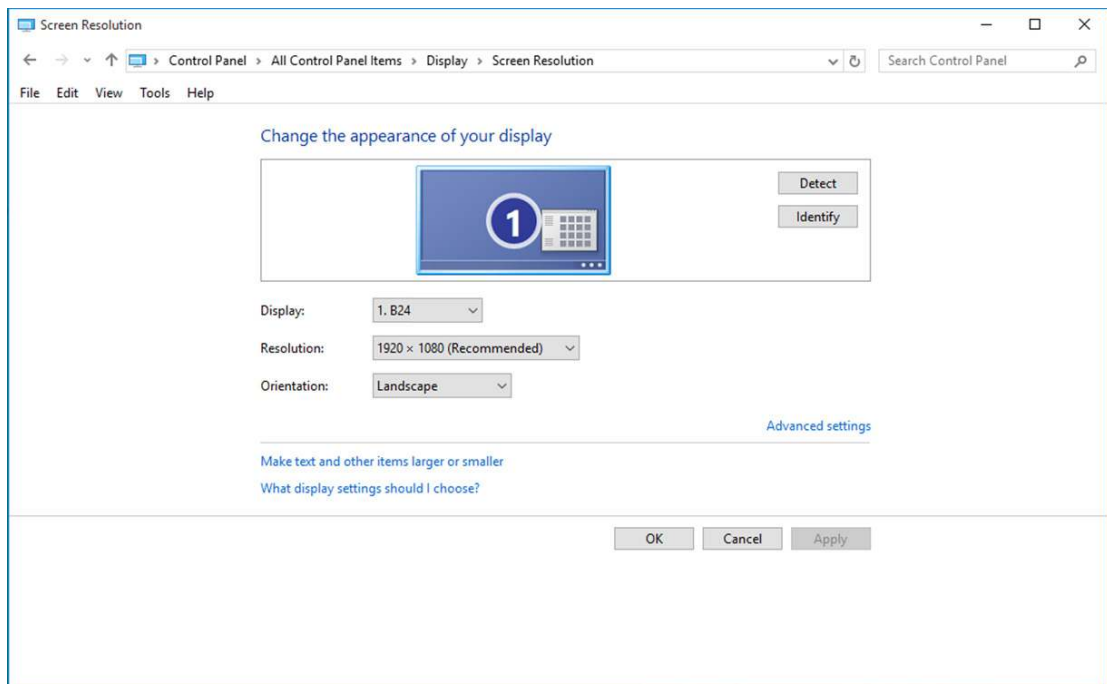 Screen Resolution
Control Panel > All Control Panel Items > Display > Screen Resolution
Search Control Panel
File Edit View Tools Help
Change the appearance of your display
1
Detect
Identify
Display: 1. B24
Resolution: 1920 × 1080 (Recommended)
Orientation: Landscape
Advanced settings
Make text and other items larger or smaller
What display settings should I choose?
OK Cancel Apply